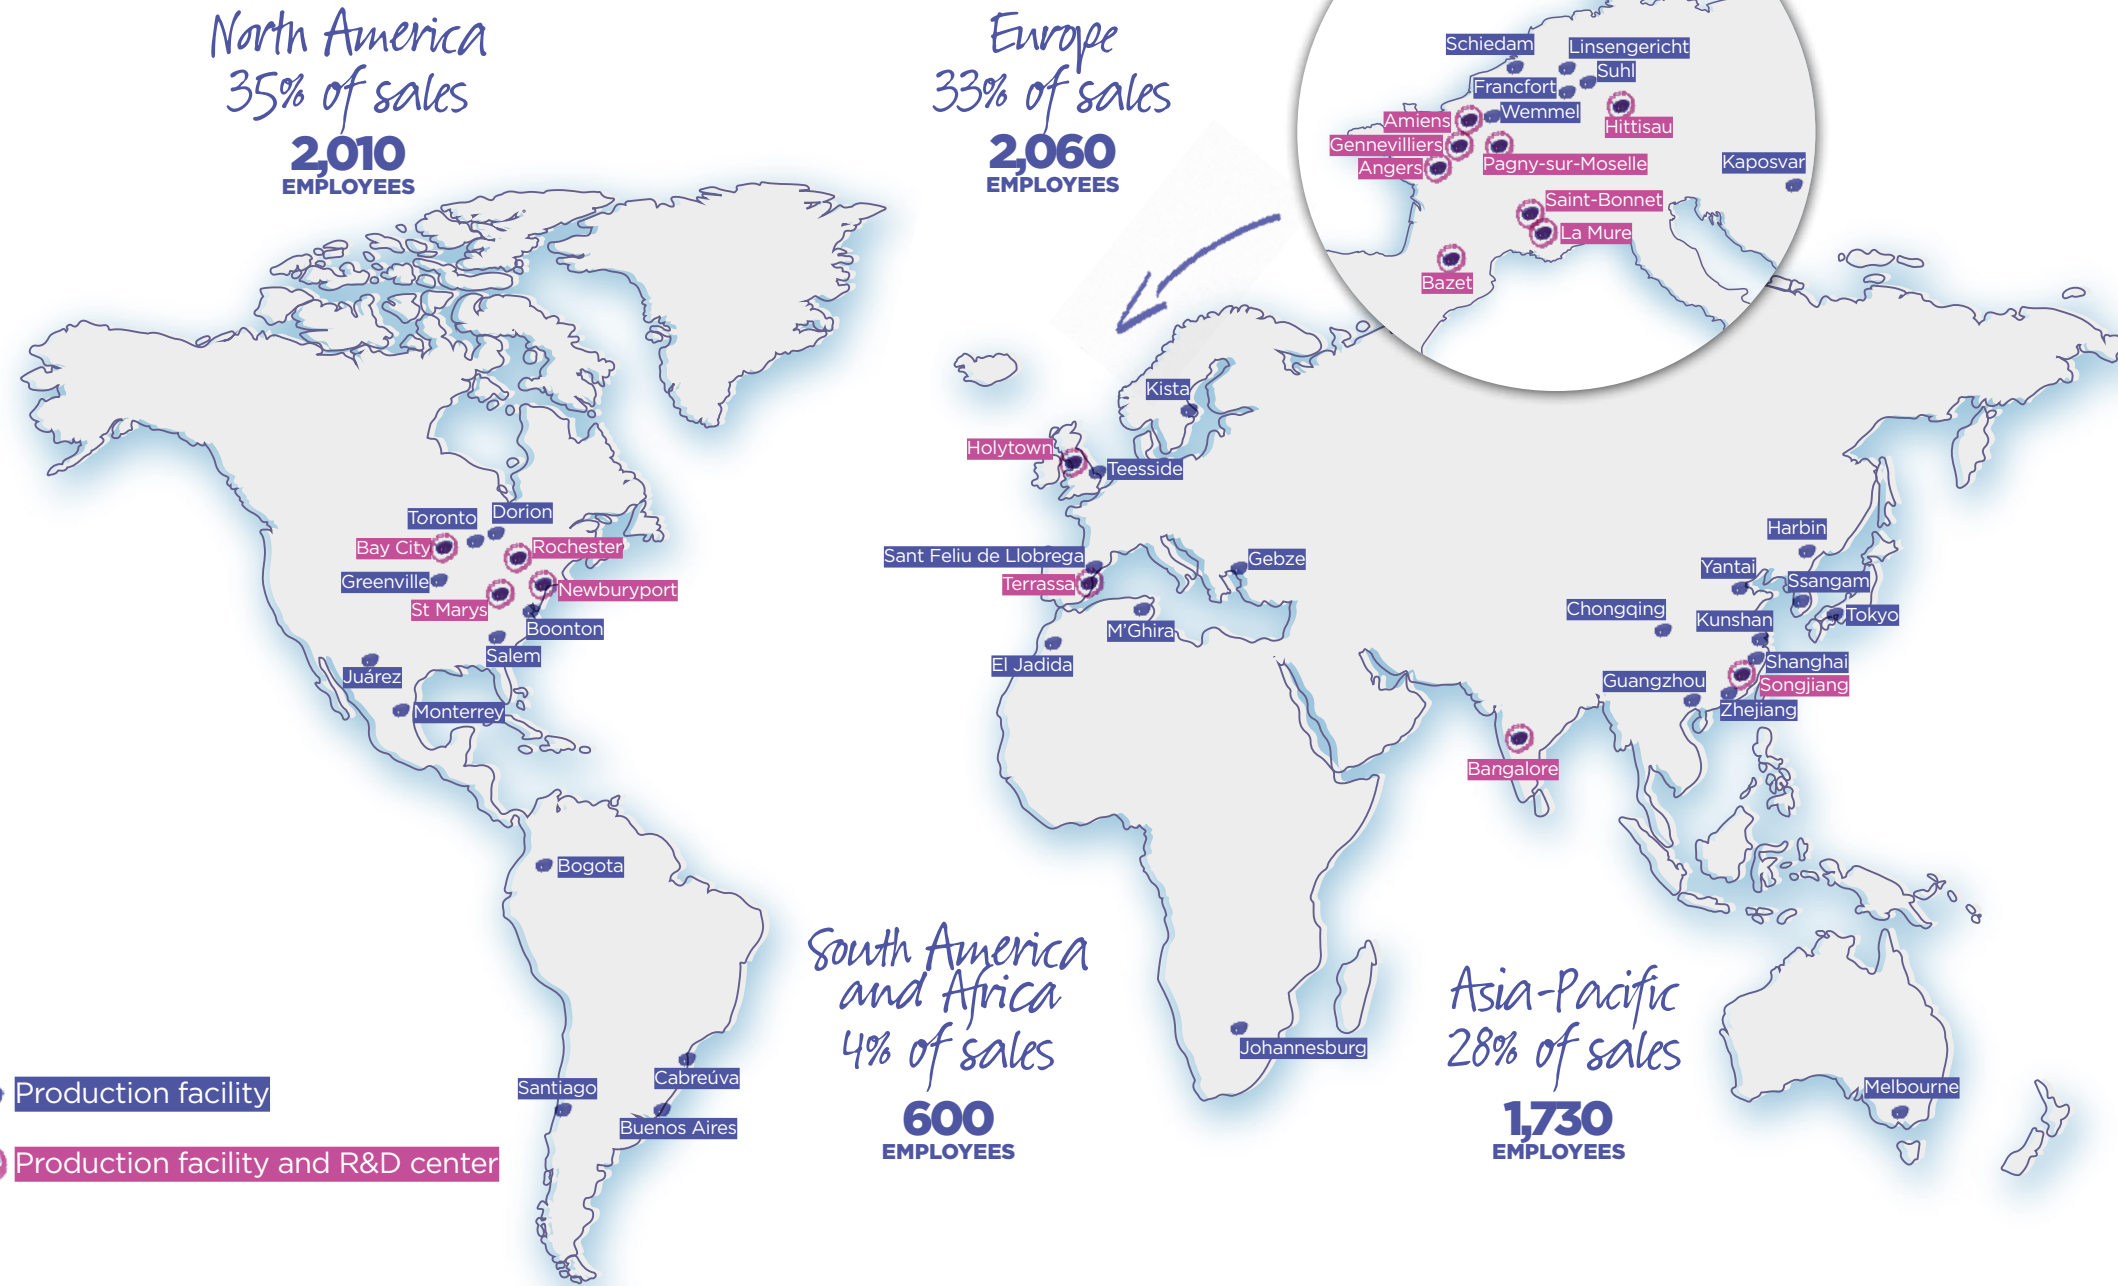 North America
35% of sales
2,010
EMPLOYEES
Europe
33% of sales
2,060
EMPLOYEES
Schiedam
Linsengericht
Suhl
Francfort
Wemmel
Amiens
Hittisau
Gennevilliers
Pagny-sur-Moselle
Angers
Kaposvar
Saint-Bonnet
La Mure
Bazet
Kista
Holytown
Teesside
Toronto
Dorion
Bay City
Rochester
Greenville
Newburyport
St Marys
Boonton
Salem
Juárez
Monterrey
Sant Feliu de Llobrega
Terrassa
Gebze
M'Ghira
El Jadida
Harbin
Yantai
Ssangam
Chongqing
Kunshan
Tokyo
Shanghai
Guangzhou
Songjiang
Zhejiang
Bangalore
Bogota
South America
and Africa
4% of sales
600
EMPLOYEES
Asia-Pacific
28% of sales
1,730
EMPLOYEES
Johannesburg
Santiago
Cabreúva
Buenos Aires
Melbourne
Production facility
Production facility and R&D center